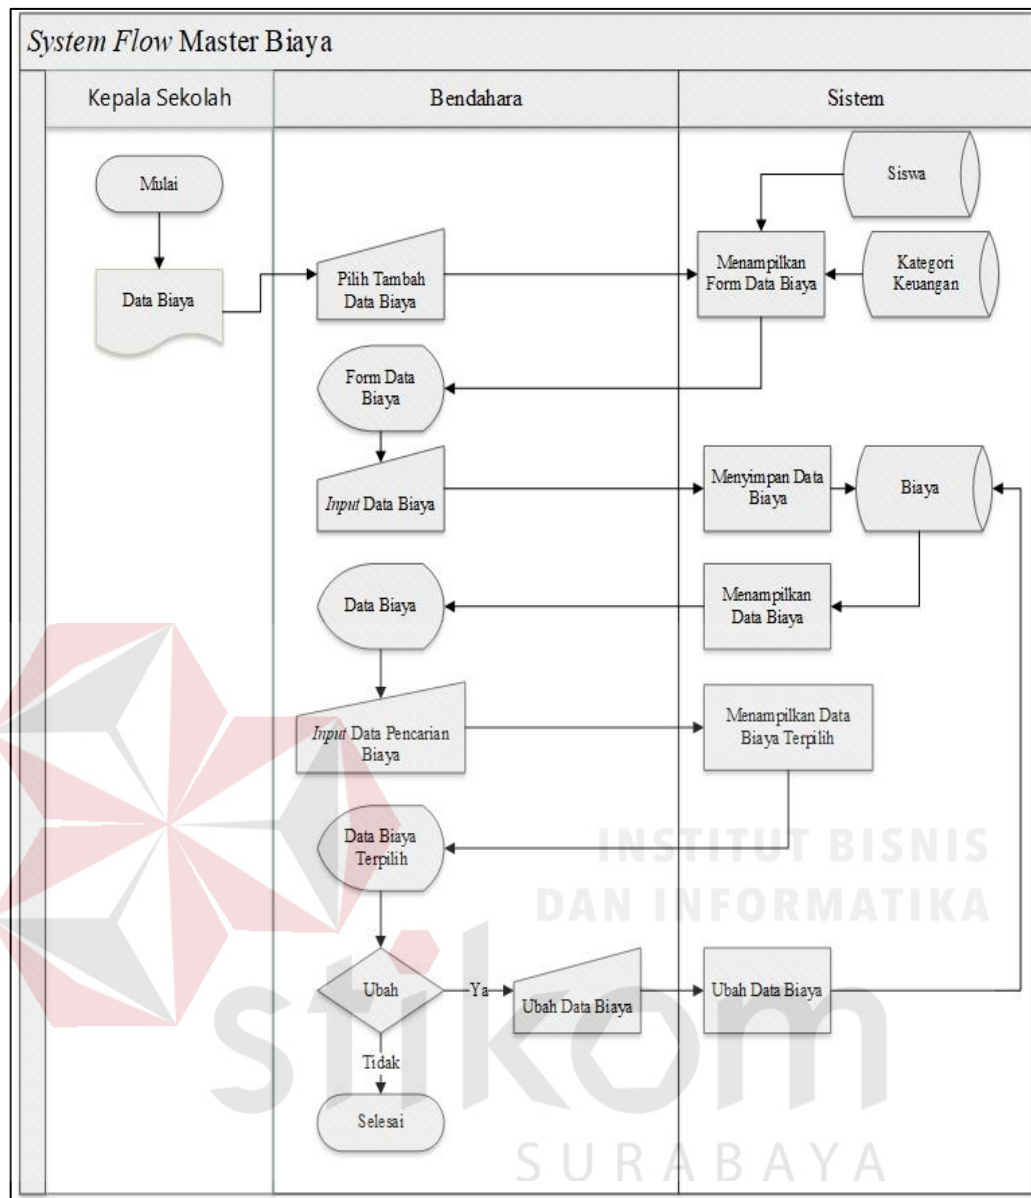 System Flow Master Biaya
Kepala Sekolah
Bendahara
Sistem
Mulai
Siswa
Data Biaya
Pilih Tambah
Data Biaya
Menampilkan
Form Data Biaya
Kategori
Keuangan
Form Data
Biaya
Input Data Biaya
Menyimpan Data
Biaya
Biaya
Data Biaya
Menampilkan
Data Biaya
Input Data Pencarian
Biaya
Menampilkan Data
Biaya Terpilih
Data Biaya
Terpilih
INSTITUT BISNIS
DAN INFORMATIKA
Ubah
Ya
Ubah Data Biaya
Ubah Data Biaya
Tidak
Selesai
stikom
SURABAYA